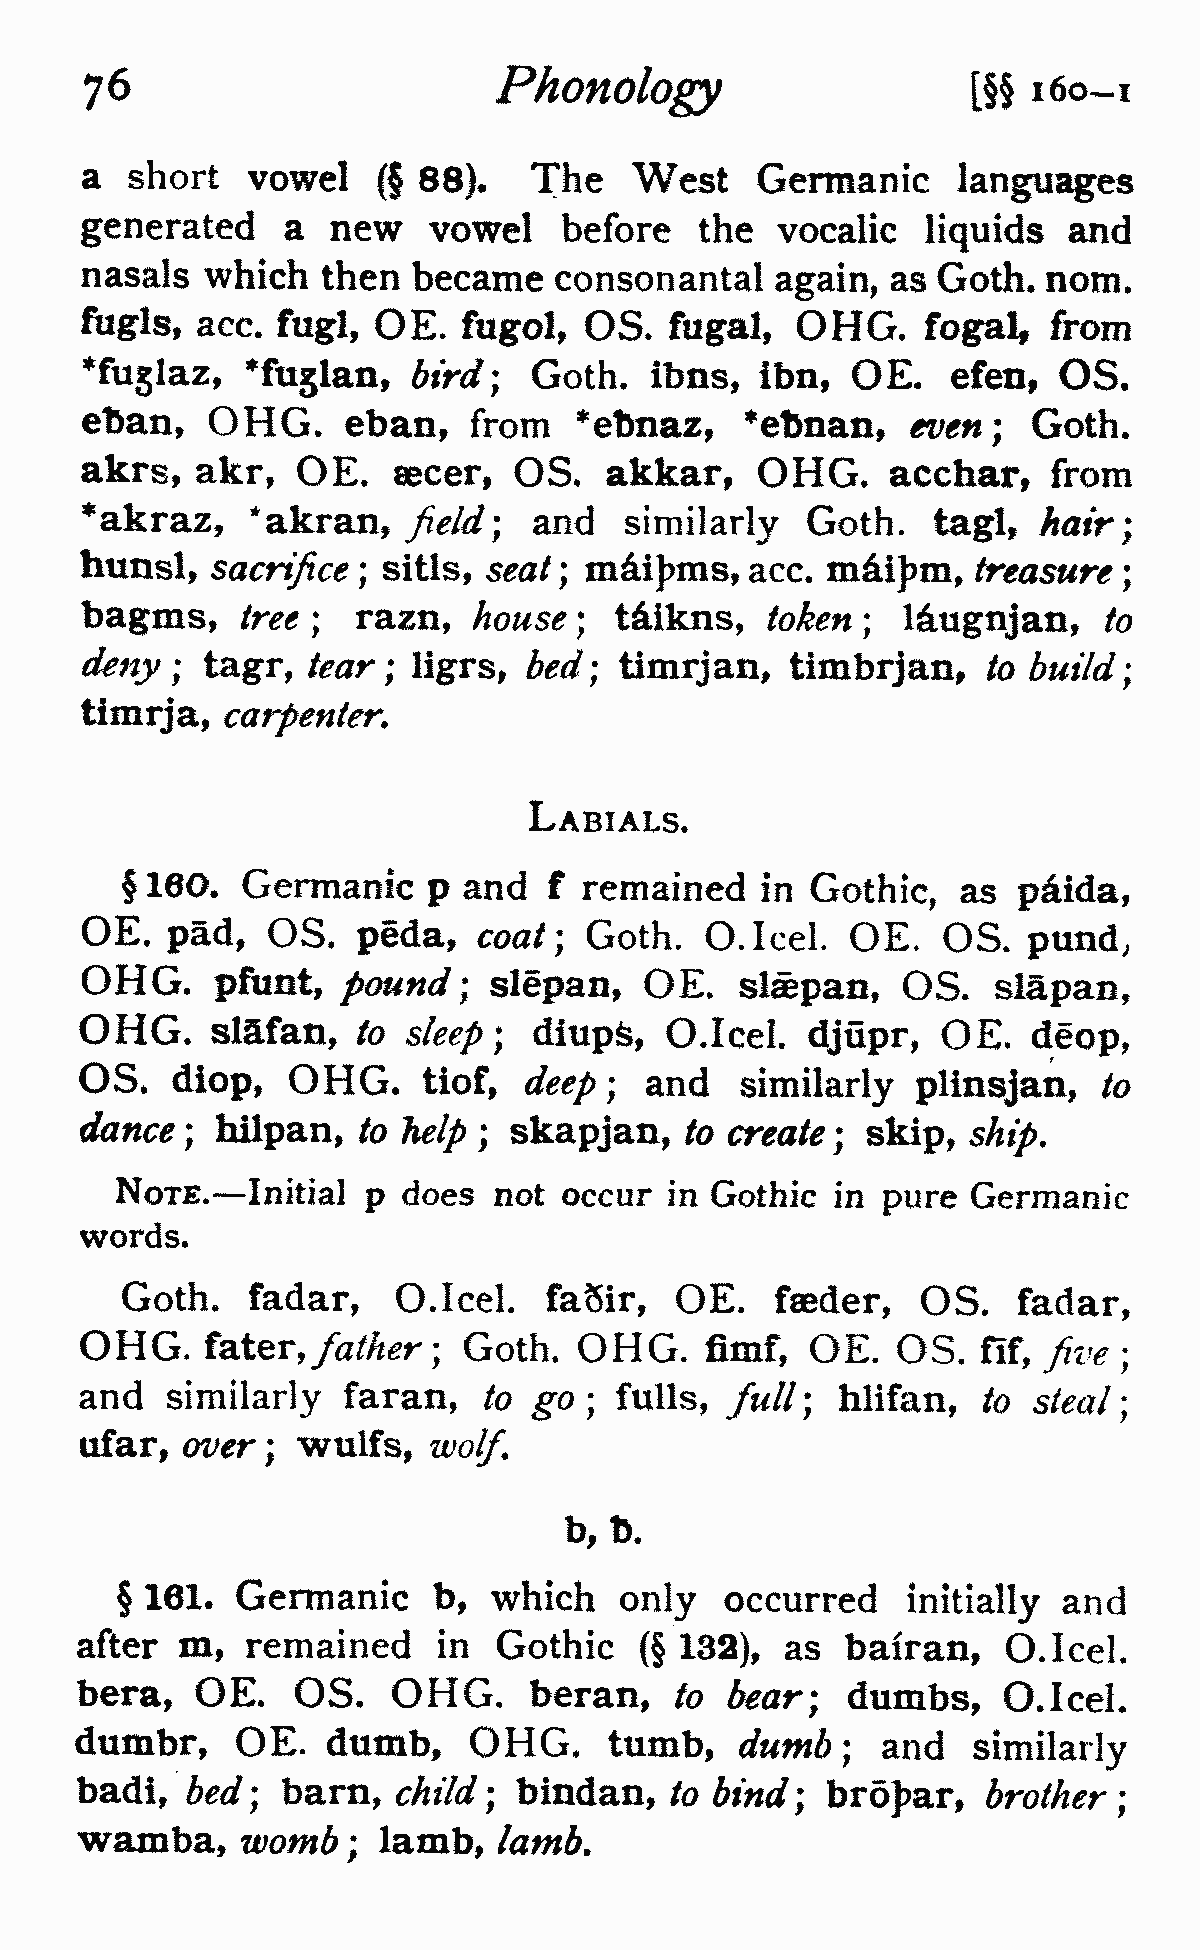 76 Phonology [§§ 160–1
a short vowel (§ 88). The West Germanic languages
generated a new vowel before the vocalic liquids and
nasals which then became consonantal again, as Goth. nom.
fugls, acc. fugl, OE. fugol, OS. fugal, OHG. fogal, from
*fuʒlaz, *fuʒlan, bird; Goth. ibns, ibn, OE. efen, OS.
eƀan, OHG. eban, from *eƀnaz, *eƀnan, even; Goth.
akrs, akr, OE. æcer, OS. akkar, OHG. acchar, from
*akraz, *akran, field; and similarly Goth. tagl, hair;
hunsl, sacrifice; sitls, seat; máiþms, acc. máiþm, treasure;
bagms, tree; razn, house; táikns, token; láugnjan, to
deny; tagr, tear; ligrs, bed; timrjan, timbrjan, to build;
timrja, carpenter.
LABIALS.
§ 160. Germanic p and f remained in Gothic, as páida,
OE. pād, OS. pēda, coat; Goth. O.Icel. OE. OS. pund,
OHG. pfunt, pound; slēpan, OE. slǣpan, OS. slāpan,
OHG. slāfan, to sleep; diups, O.Icel. djūpr, OE. dēop,
OS. diop, OHG. tiof, deep; and similarly plinsjan, to
dance; hilpan, to help; skapjan, to create; skip, ship.
NOTE.—Initial p does not occur in Gothic in pure Germanic
words.
Goth. fadar, O.Icel. faðir, OE. fæder, OS. fadar,
OHG. fater, father; Goth. OHG. fimf, OE. OS. fīf, five;
and similarly faran, to go; fulls, full; hlifan, to steal;
ufar, over; wulfs, wolf.
b, ƀ.
§ 161. Germanic b, which only occurred initially and
after m, remained in Gothic (§ 132), as baíran, O.Icel.
bera, OE. OS. OHG. beran, to bear; dumbs, O.Icel.
dumbr, OE. dumb, OHG. tumb, dumb; and similarly
badi, bed; barn, child; bindan, to bind; brōþar, brother;
wamba, womb; lamb, lamb.